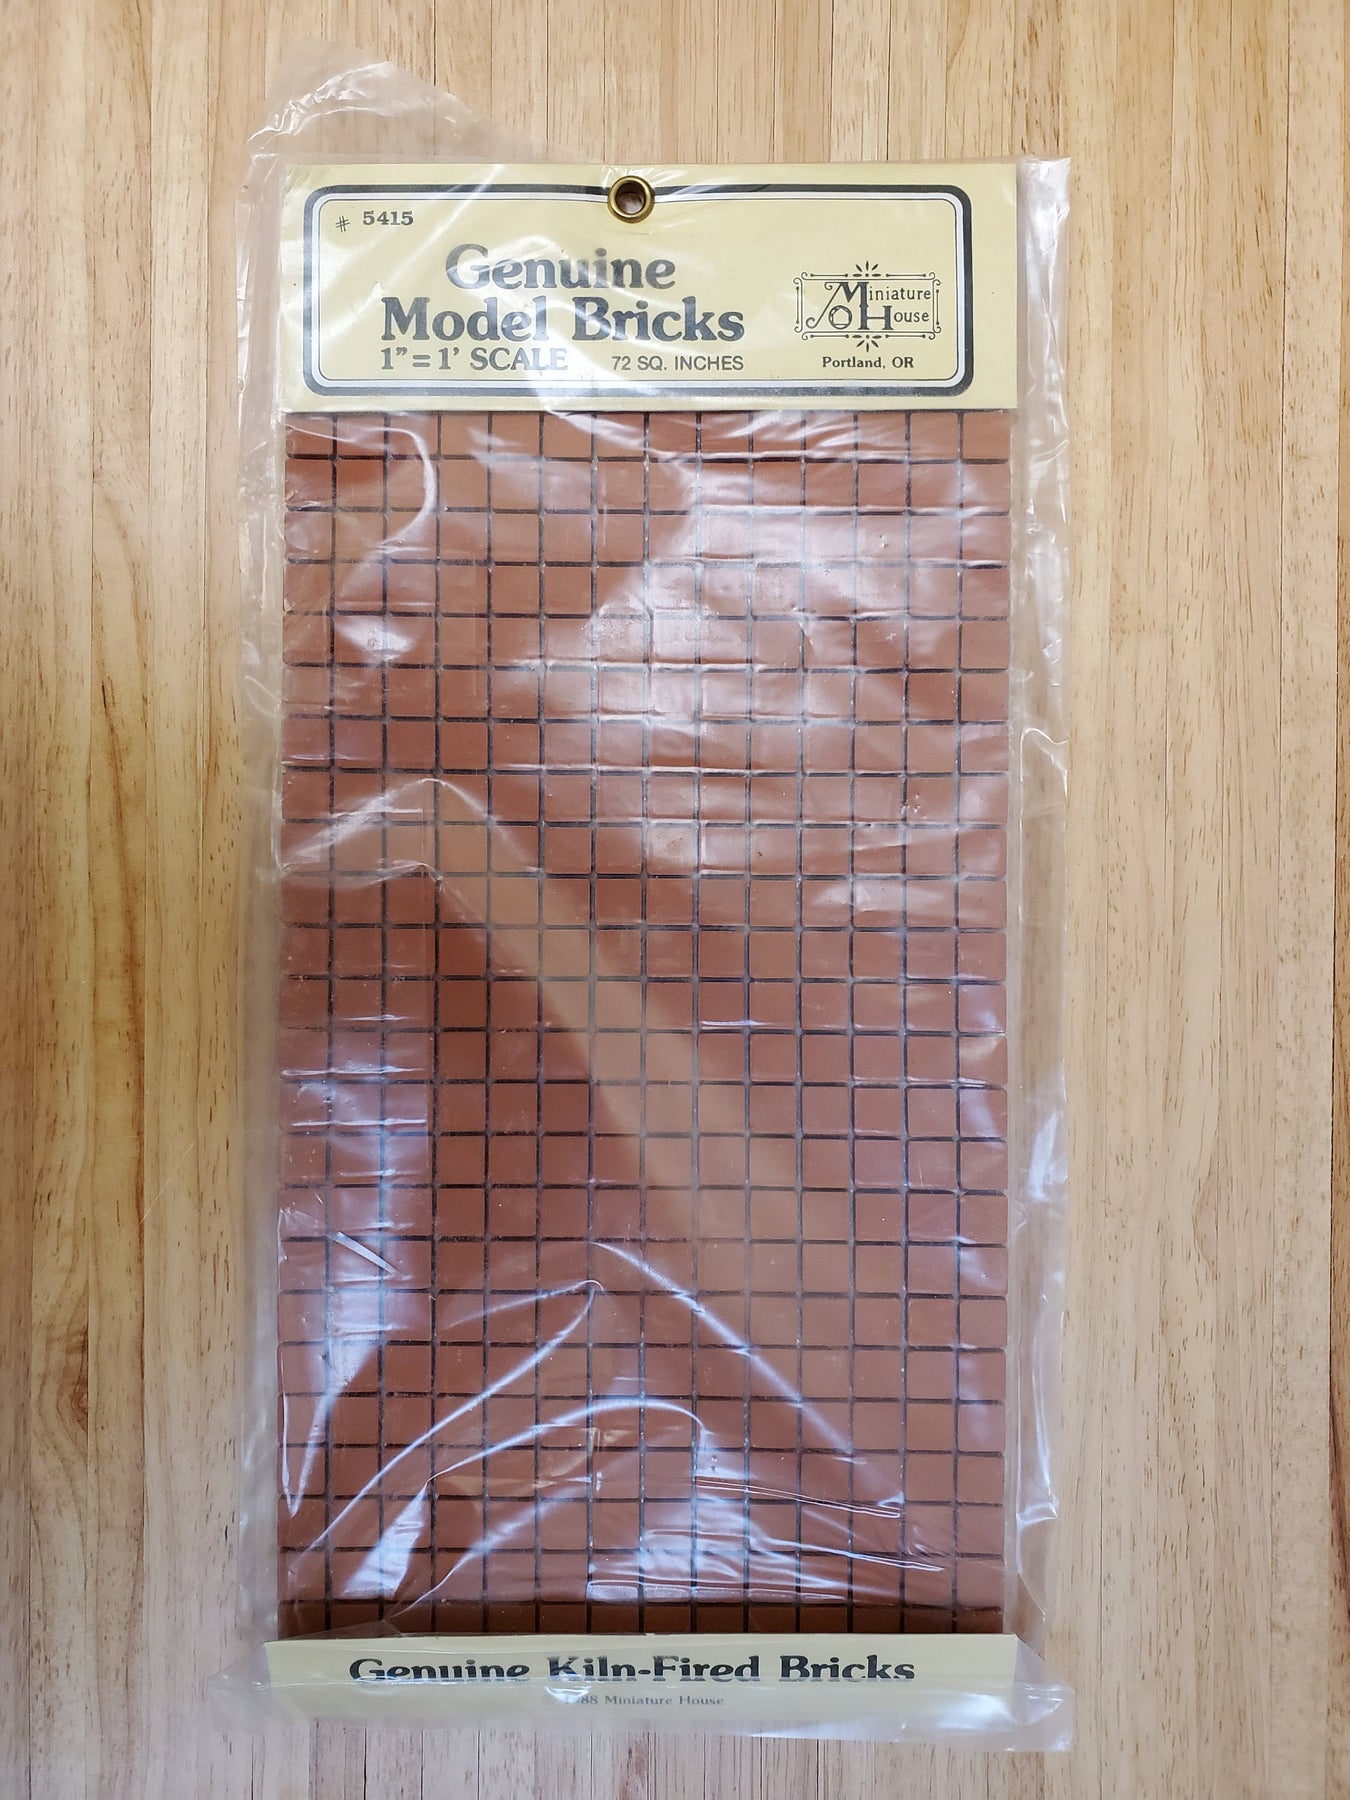 # 5415
Genuine
Model Bricks
1"=1' SCALE 72 SQ. INCHES
Miniature
House
Portland, OR
Genuine Kiln-Fired Bricks
Miniature House